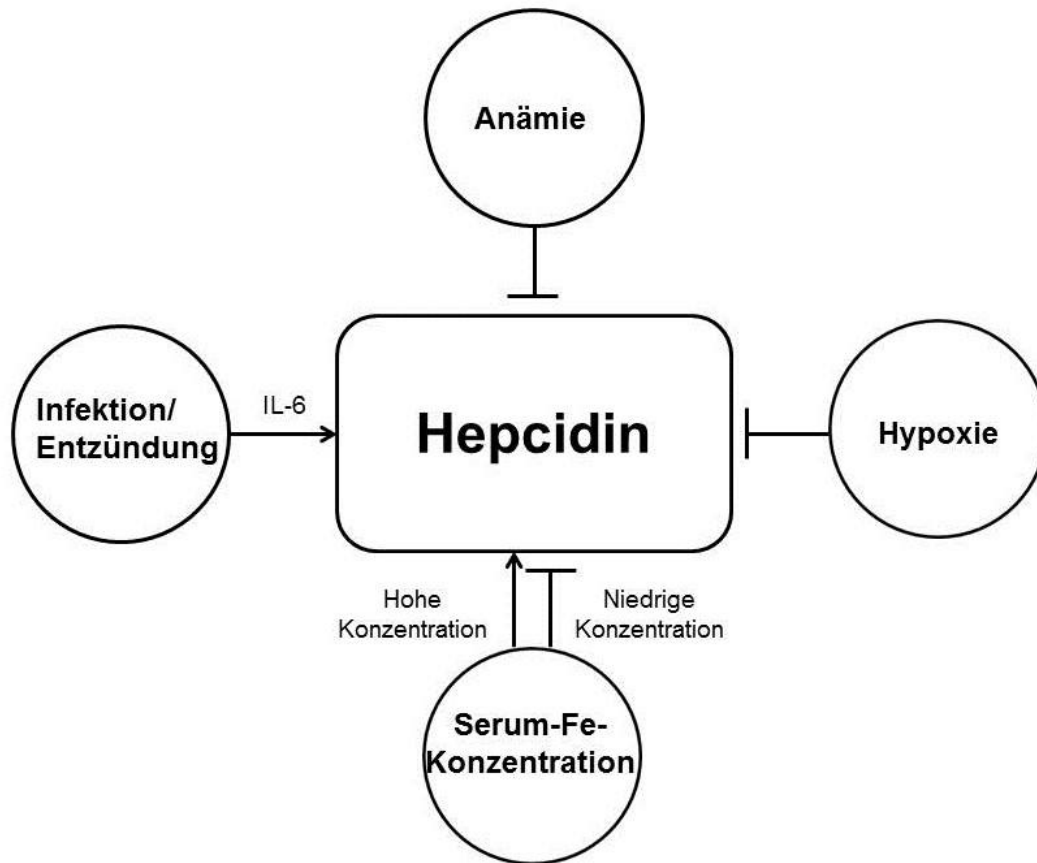 Anämie
Infektion/
Entzündung
IL-6
Hepcidin
Hypoxie
Hohe
Konzentration
Niedrige
Konzentration
Serum-Fe-
Konzentration